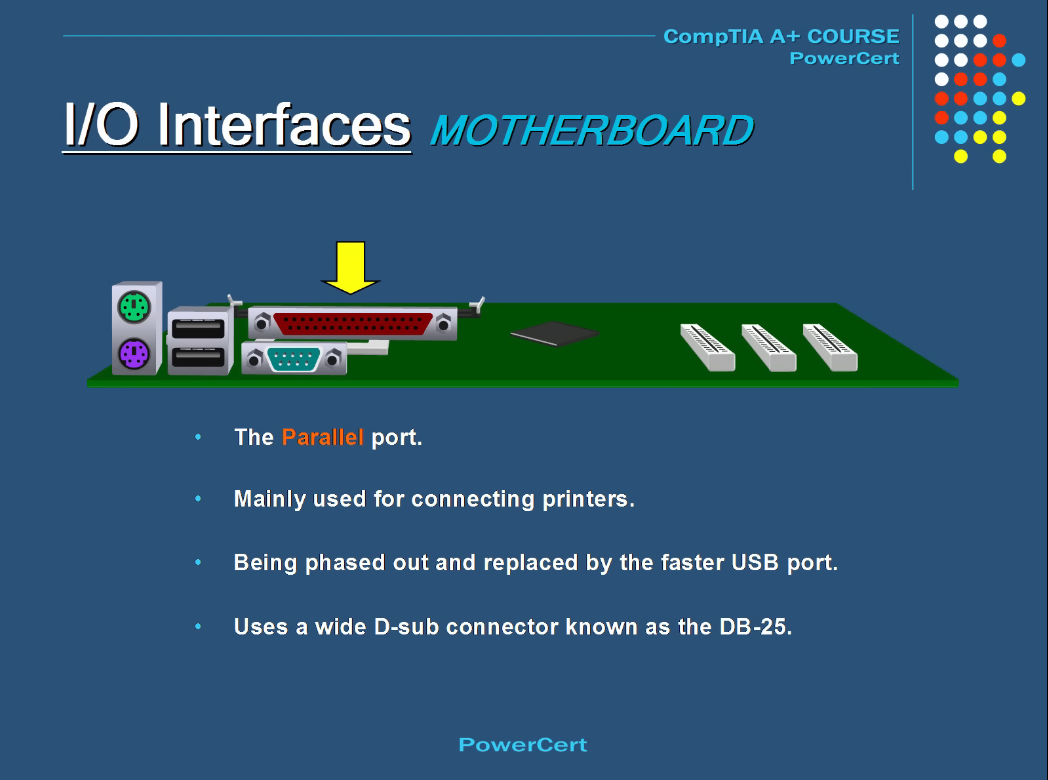 CompTIA A+ COURSE
PowerCert
I/O Interfaces MOTHERBOARD
• The Parallel port.
• Mainly used for connecting printers.
• Being phased out and replaced by the faster USB port.
• Uses a wide D-sub connector known as the DB-25.
PowerCert